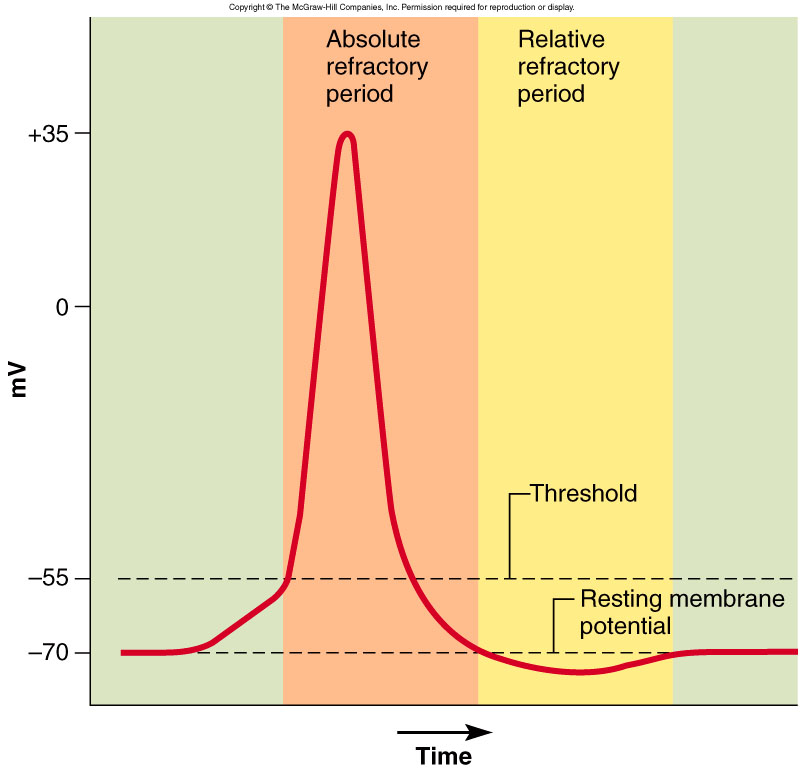 Copyright © The McGraw-Hill Companies, Inc. Permission required for reproduction or display.
Absolute
refractory
period
Relative
refractory
period
+35
0
mV
Threshold
–55
Resting membrane
potential
–70
Time